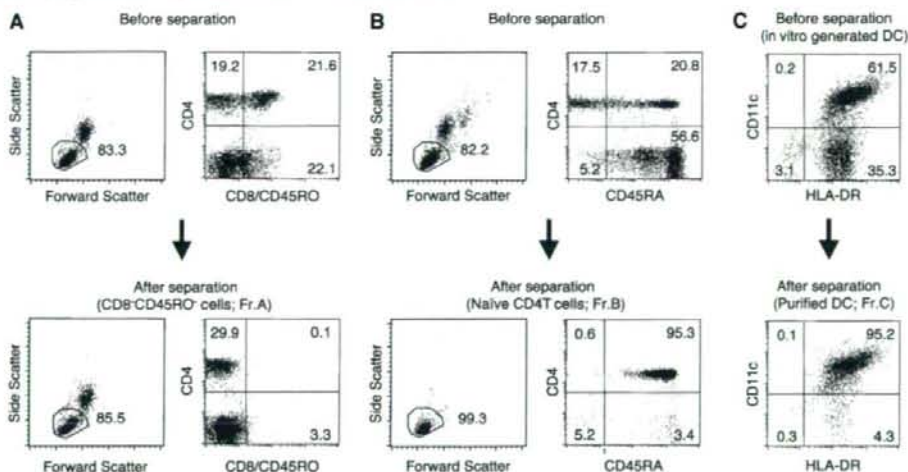 A
Before separation
Side Scatter
83.3
Forward Scatter
CD4
19.2
21.6
22.1
CD8/CD45RO
After separation
(CD8⁻CD45RO⁻ cells; Fr.A)
Side Scatter
85.5
Forward Scatter
CD4
29.9
0.1
3.3
CD8/CD45RO
B
Before separation
Side Scatter
82.2
Forward Scatter
CD4
17.5
20.8
56.6
5.2
CD45RA
After separation
(Naïve CD4T cells; Fr.B)
Side Scatter
99.3
Forward Scatter
CD4
0.6
95.3
5.2
3.4
CD45RA
C
Before separation
(in vitro generated DC)
CD11c
0.2
61.5
3.1
35.3
HLA-DR
After separation
(Purified DC; Fr.C)
CD11c
0.1
95.2
0.3
4.3
HLA-DR